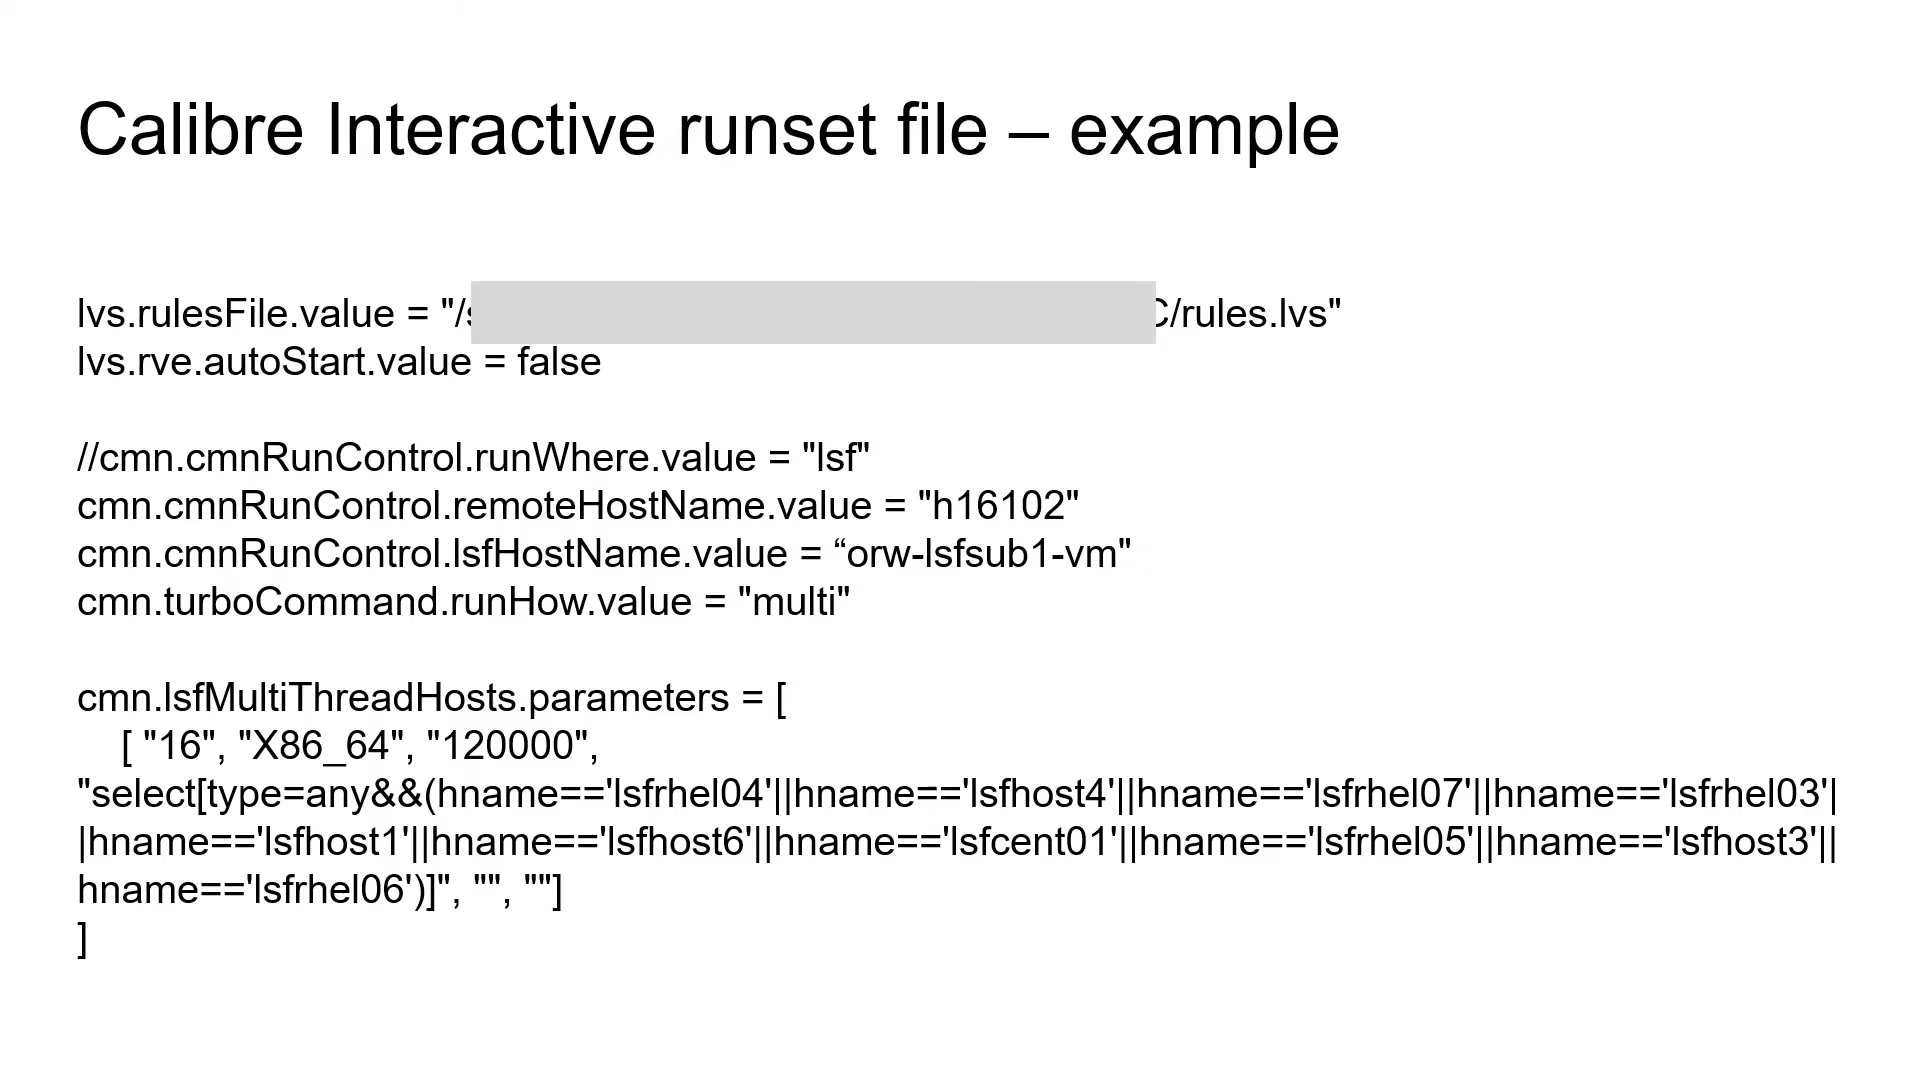 Calibre Interactive runset file – example
lvs.rulesFile.value = "/ C/rules.lvs"
lvs.rve.autoStart.value = false
//cmn.cmnRunControl.runWhere.value = "lsf"
cmn.cmnRunControl.remoteHostName.value = "h16102"
cmn.cmnRunControl.lsfHostName.value = “orw-lsfsub1-vm"
cmn.turboCommand.runHow.value = "multi"
cmn.lsfMultiThreadHosts.parameters = [
[ "16", "X86_64", "120000",
"select[type=any&&(hname=='lsfrhel04'||hname=='lsfhost4'||hname=='lsfrhel07'||hname=='lsfrhel03'|
|hname=='lsfhost1'||hname=='lsfhost6'||hname=='lsfcent01'||hname=='lsfrhel05'||hname=='lsfhost3'||
hname=='lsfrhel06')]", "", ""]
]